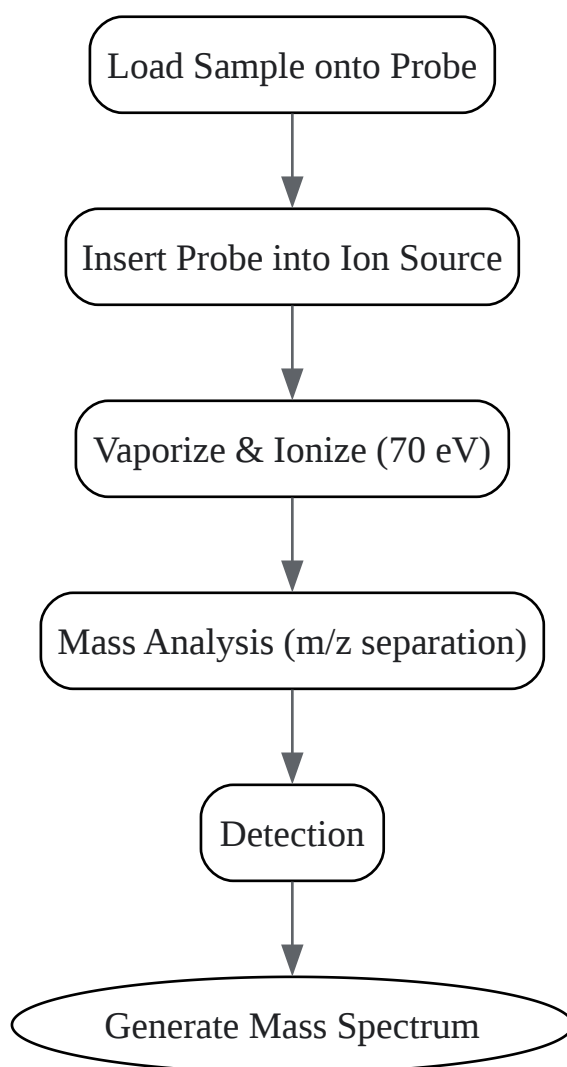 Load Sample onto Probe
Insert Probe into Ion Source
Vaporize & Ionize (70 eV)
Mass Analysis (m/z separation)
Detection
Generate Mass Spectrum